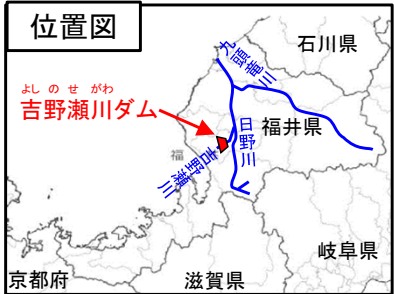 位置図
石川県
九頭竜川
よしのせがわ
吉野瀬川ダム
日野川
福井県
福
吉野瀬川
岐阜県
京都府
滋賀県